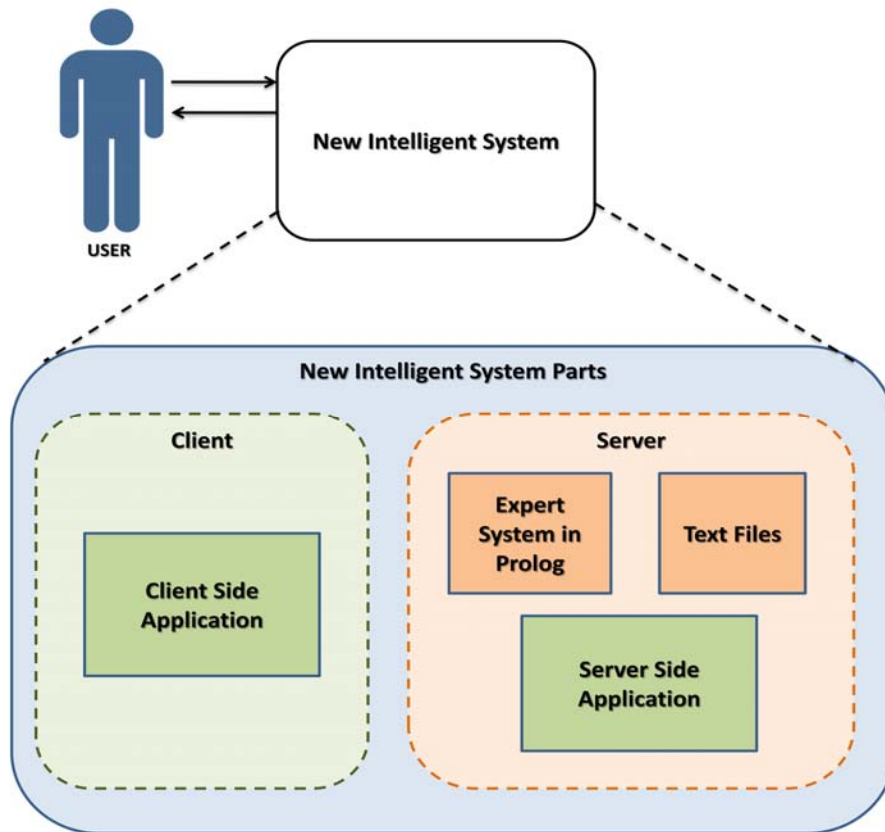 New Intelligent System
USER
New Intelligent System Parts
Client
Client Side
Application
Server
Expert
System in
Prolog
Text Files
Server Side
Application